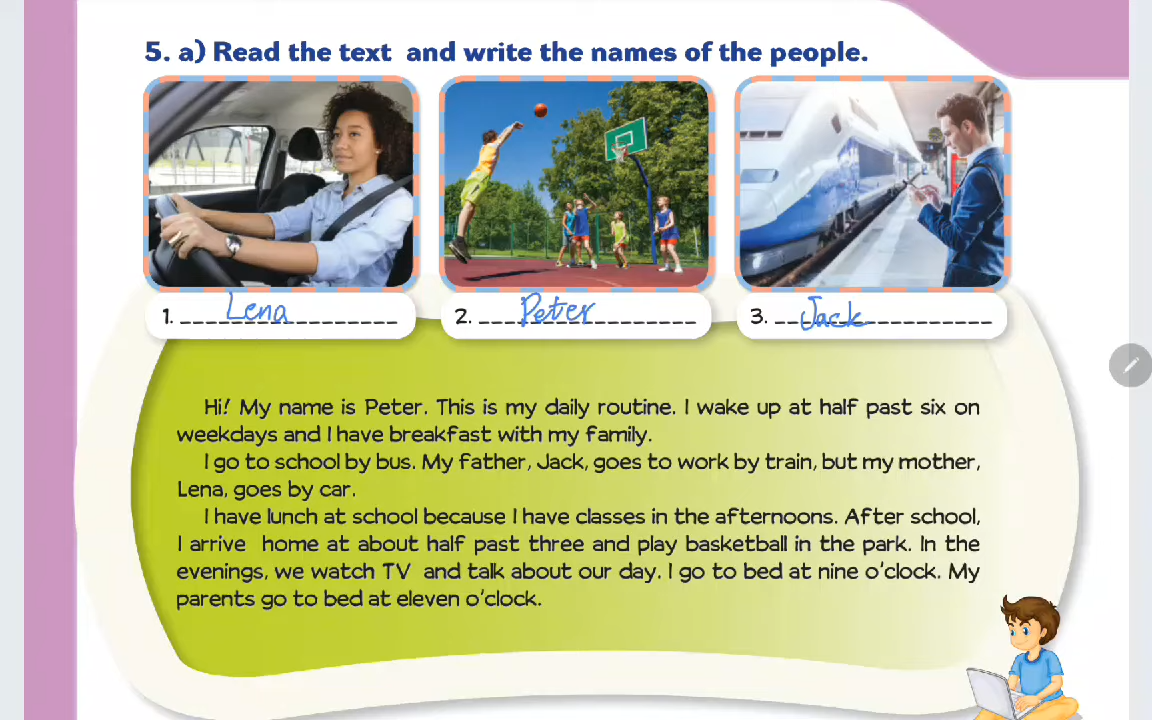 5. a) Read the text and write the names of the people.
1. Lena
2. Peter
3. Jack
Hi! My name is Peter. This is my daily routine. I wake up at half past six on
weekdays and I have breakfast with my family.
I go to school by bus. My father, Jack, goes to work by train, but my mother,
Lena, goes by car.
I have lunch at school because I have classes in the afternoons. After school,
I arrive home at about half past three and play basketball in the park. In the
evenings, we watch TV and talk about our day. I go to bed at nine o'clock. My
parents go to bed at eleven o'clock.